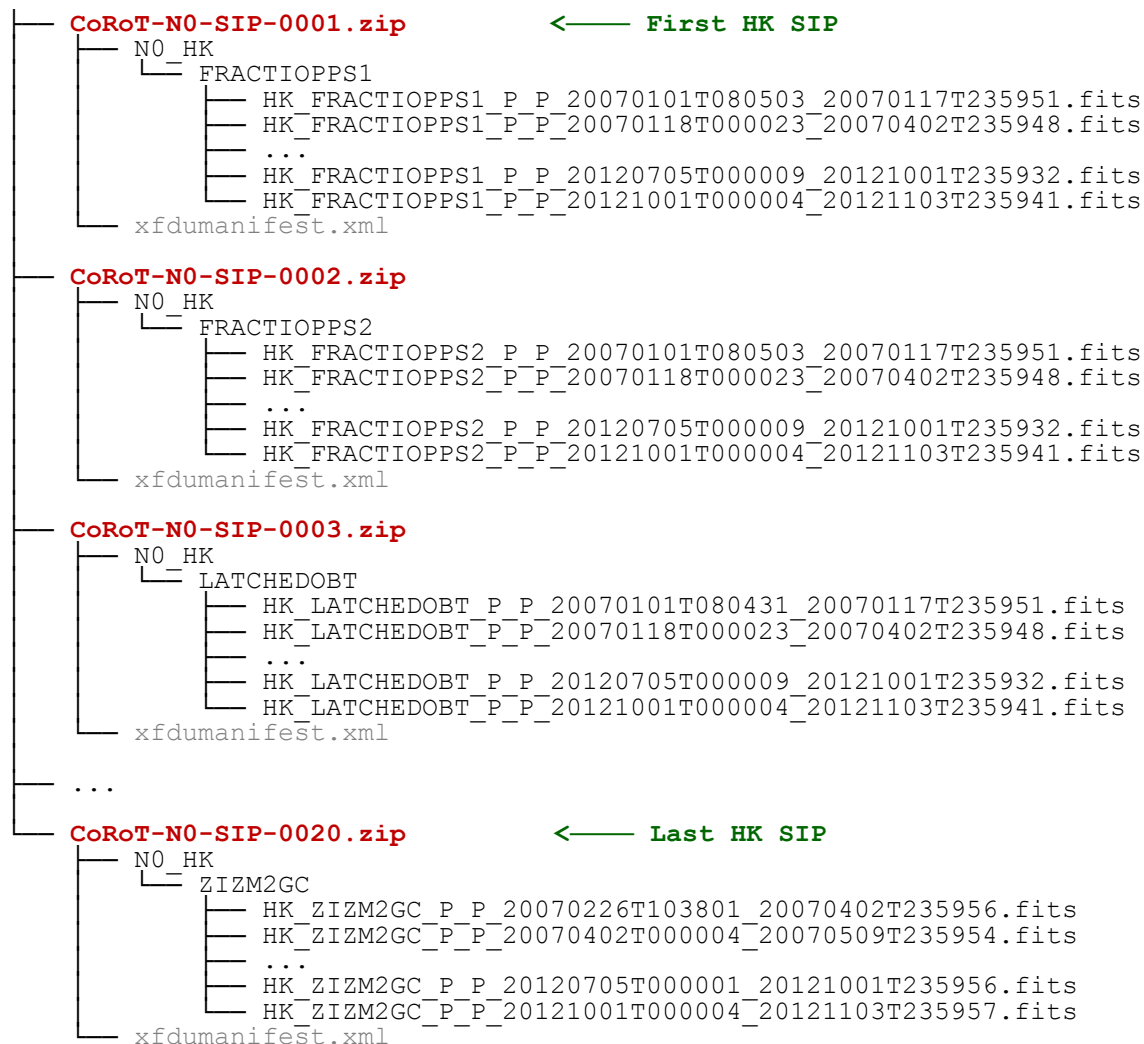 CoRoT-N0-SIP-0001.zip <──── First HK SIP
N0_HK
FRACTIOPPS1
HK_FRACTIOPPS1_P_P_20070101T080503_20070117T235951.fits
HK_FRACTIOPPS1_P_P_20070118T000023_20070402T235948.fits
...
HK_FRACTIOPPS1_P_P_20120705T000009_20121001T235932.fits
HK_FRACTIOPPS1_P_P_20121001T000004_20121103T235941.fits
xfdumanifest.xml
CoRoT-N0-SIP-0002.zip
N0_HK
FRACTIOPPS2
HK_FRACTIOPPS2_P_P_20070101T080503_20070117T235951.fits
HK_FRACTIOPPS2_P_P_20070118T000023_20070402T235948.fits
...
HK_FRACTIOPPS2_P_P_20120705T000009_20121001T235932.fits
HK_FRACTIOPPS2_P_P_20121001T000004_20121103T235941.fits
xfdumanifest.xml
CoRoT-N0-SIP-0003.zip
N0_HK
LATCHEDOBT
HK_LATCHEDOBT_P_P_20070101T080431_20070117T235951.fits
HK_LATCHEDOBT_P_P_20070118T000023_20070402T235948.fits
...
HK_LATCHEDOBT_P_P_20120705T000009_20121001T235932.fits
HK_LATCHEDOBT_P_P_20121001T000004_20121103T235941.fits
xfdumanifest.xml
...
CoRoT-N0-SIP-0020.zip <──── Last HK SIP
N0_HK
ZIZM2GC
HK_ZIZM2GC_P_P_20070226T103801_20070402T235956.fits
HK_ZIZM2GC_P_P_20070402T000004_20070509T235954.fits
...
HK_ZIZM2GC_P_P_20120705T000001_20121001T235956.fits
HK_ZIZM2GC_P_P_20121001T000004_20121103T235957.fits
xfdumanifest.xml